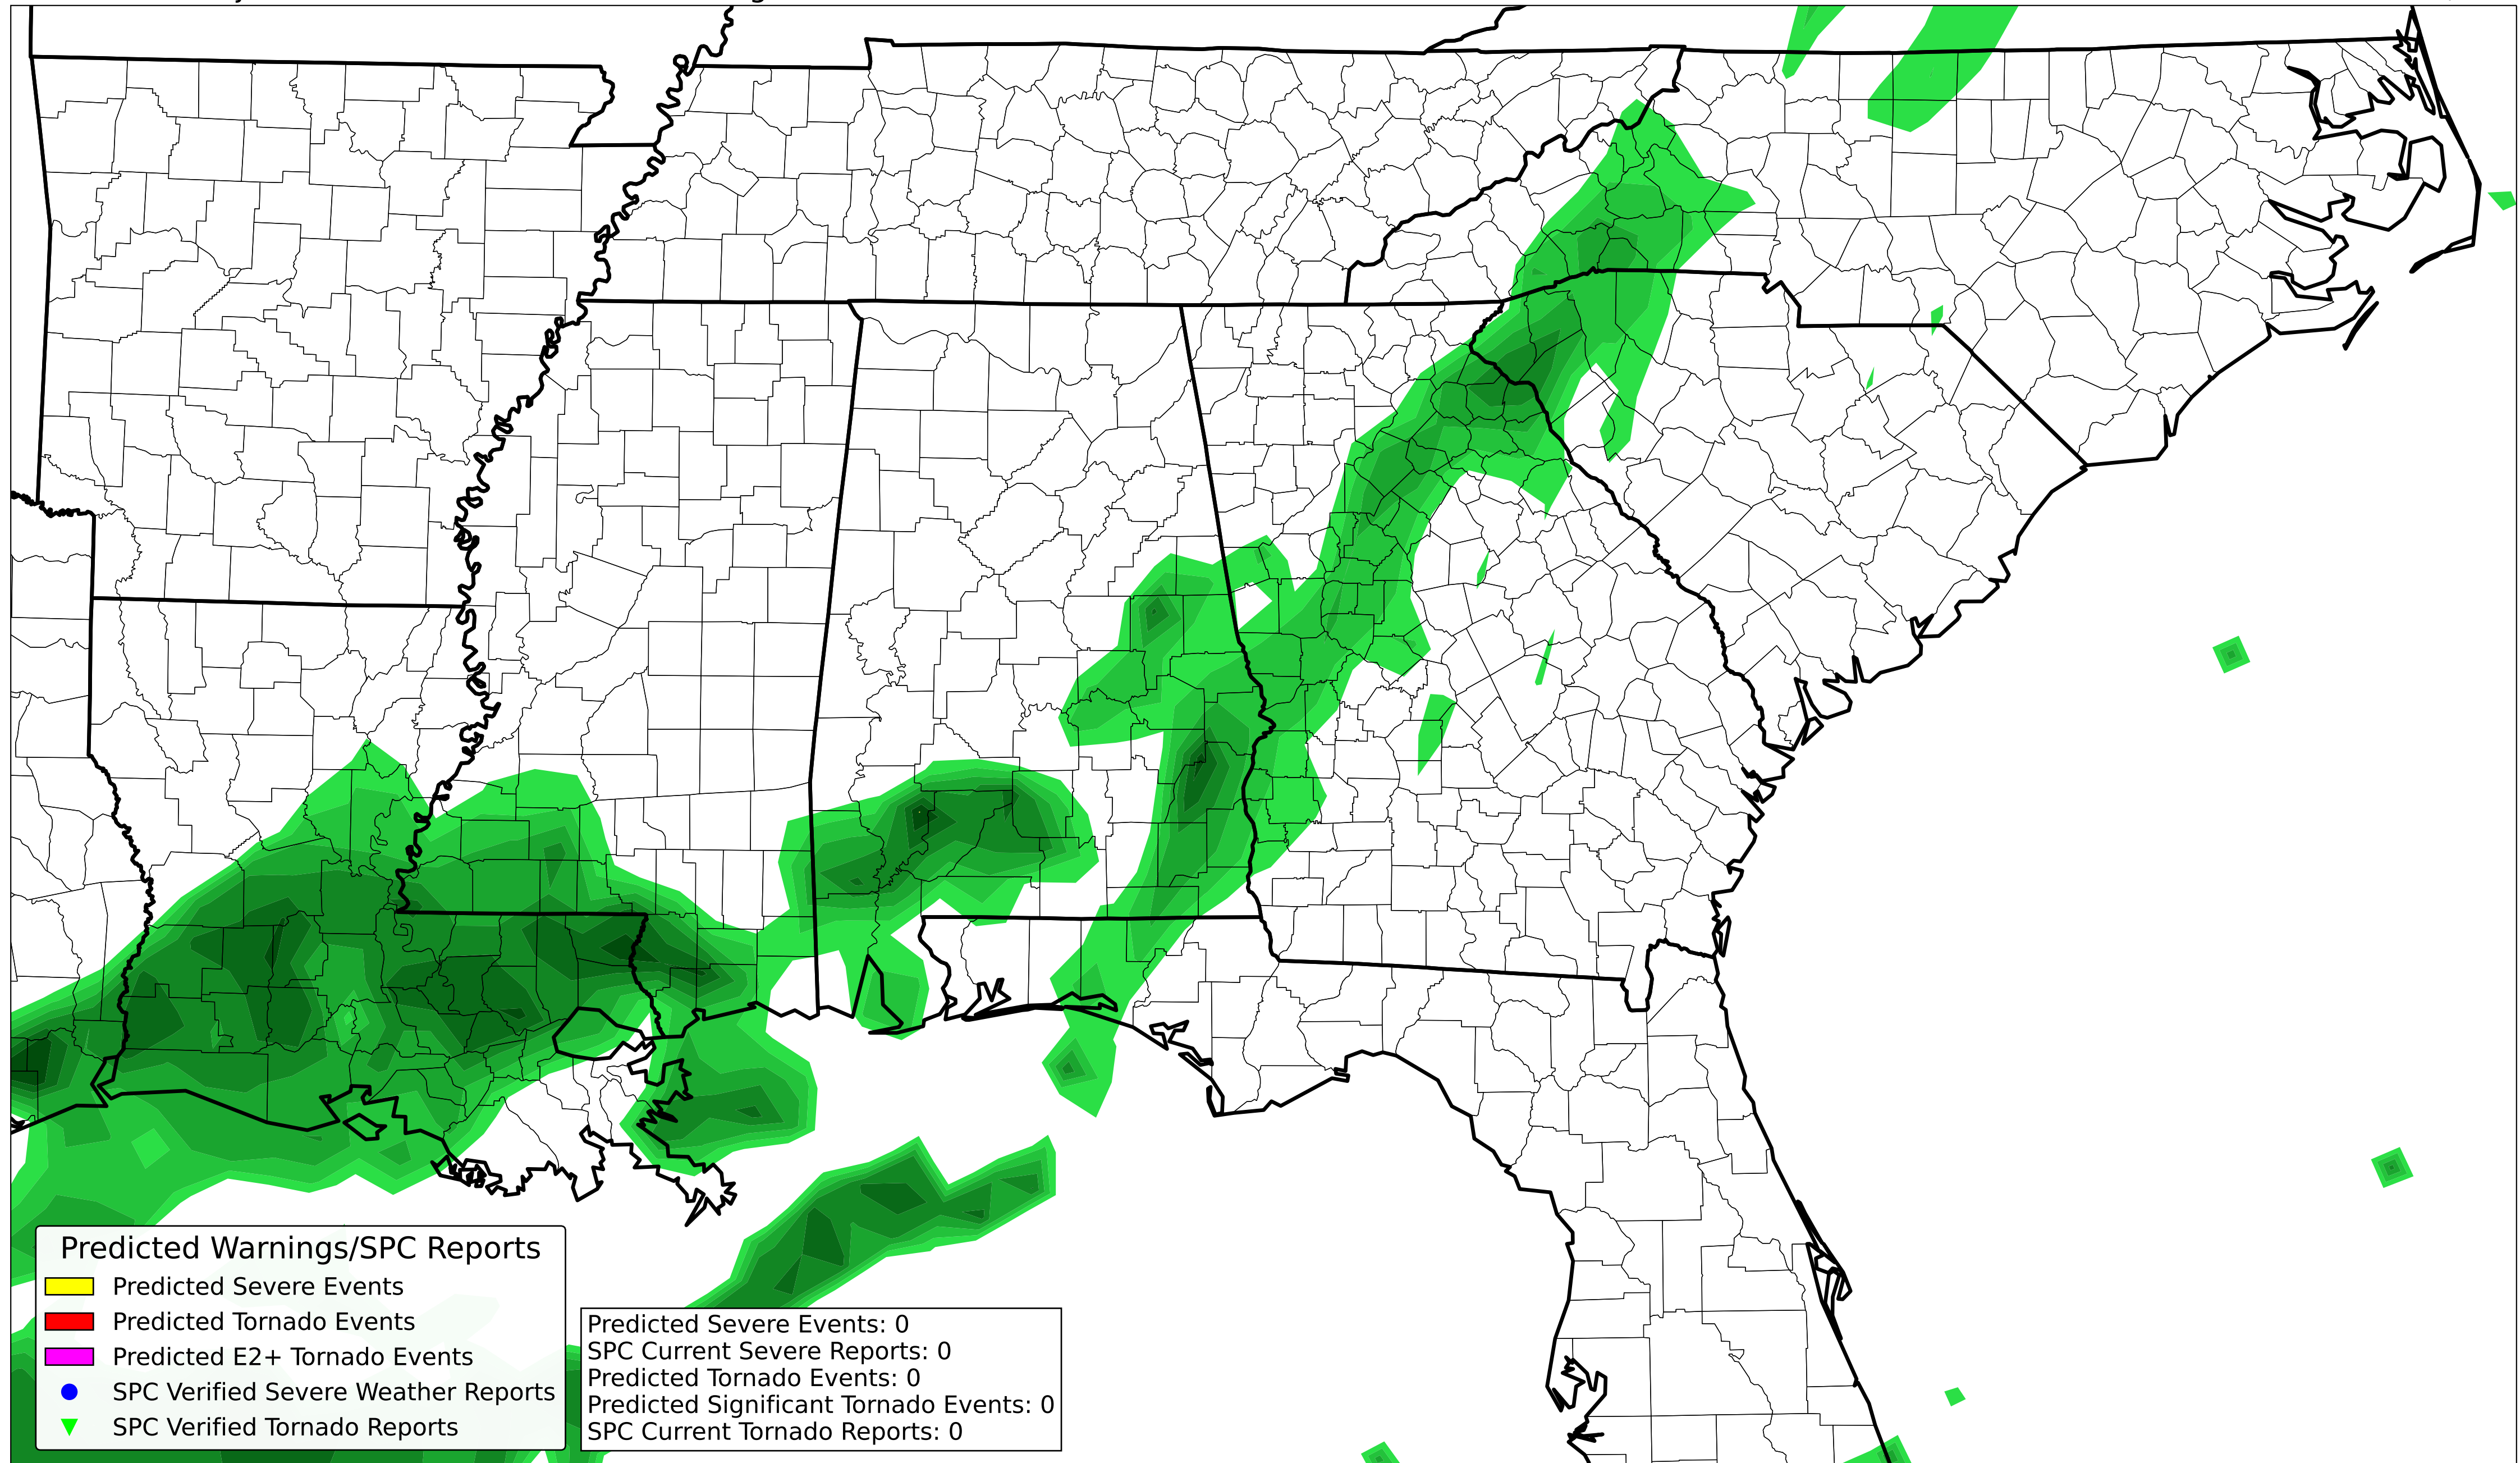 Predicted Warnings/SPC Reports
Predicted Severe Events
Predicted Tornado Events
Predicted E2+ Tornado Events
SPC Verified Severe Weather Reports
SPC Verified Tornado Reports
Predicted Severe Events: 0
SPC Current Severe Reports: 0
Predicted Tornado Events: 0
Predicted Significant Tornado Events: 0
SPC Current Tornado Reports: 0